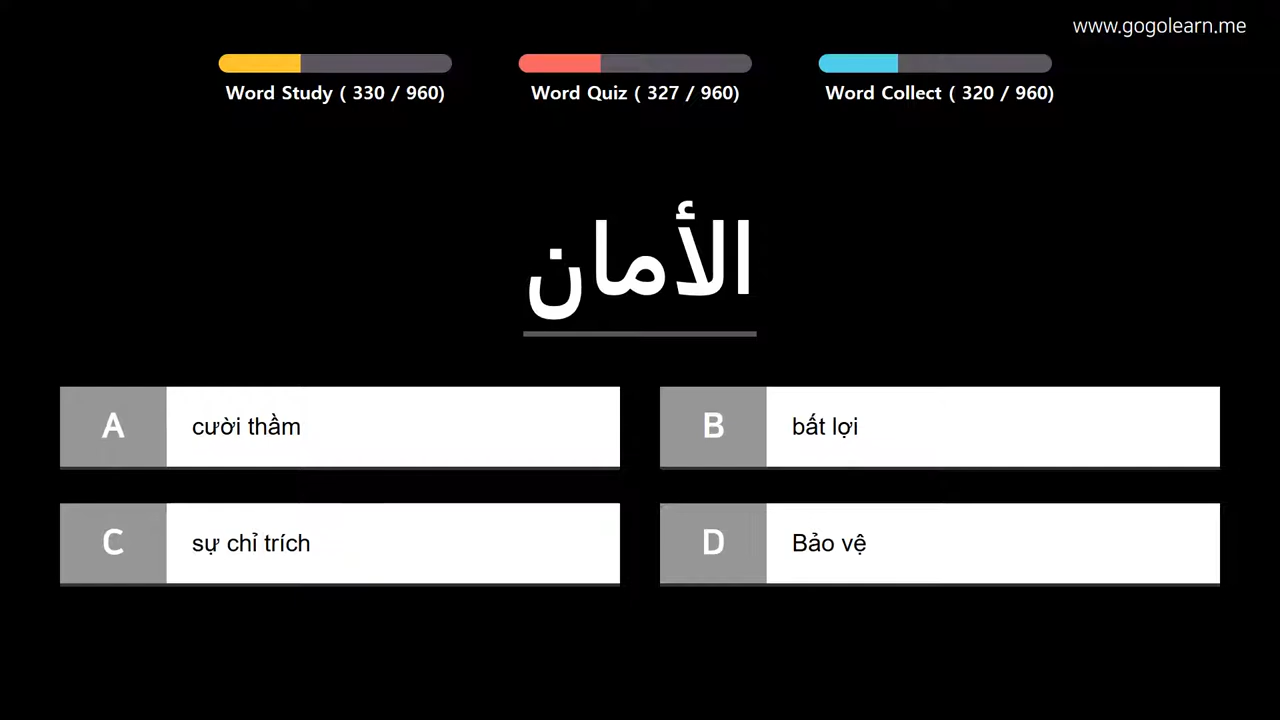 www.gogolearn.me
Word Study ( 330 / 960)
Word Quiz ( 327 / 960)
Word Collect ( 320 / 960)
الأمان
A cười thầm
B bất lợi
C sự chỉ trích
D Bảo vệ